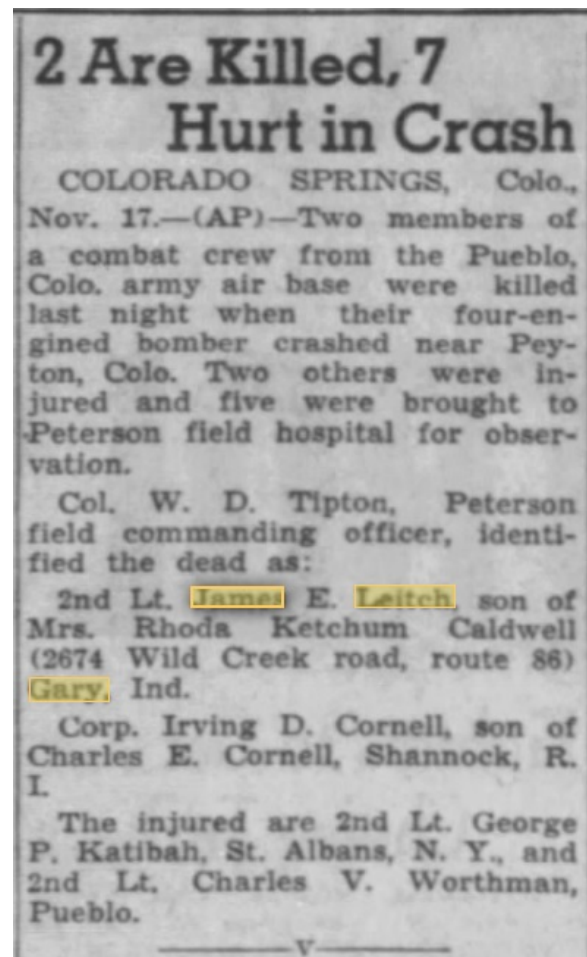 2 Are Killed, 7
Hurt in Crash
COLORADO SPRINGS, Colo.,
Nov. 17.—(AP)—Two members of
a combat crew from the Pueblo,
Colo. army air base were killed
last night when their four-en-
gined bomber crashed near Pey-
ton, Colo. Two others were in-
jured and five were brought to
Peterson field hospital for obser-
vation.
Col. W. D. Tipton, Peterson
field commanding officer, identi-
fied the dead as:
2nd Lt. James E. Leitch, son of
Mrs. Rhoda Ketchum Caldwell
(2674 Wild Creek road, route 86)
Gary, Ind.
Corp. Irving D. Cornell, son of
Charles E. Cornell, Shannock, R.
I.
The injured are 2nd Lt. George
P. Katibah, St. Albans, N. Y., and
2nd Lt. Charles V. Worthman,
Pueblo.
V